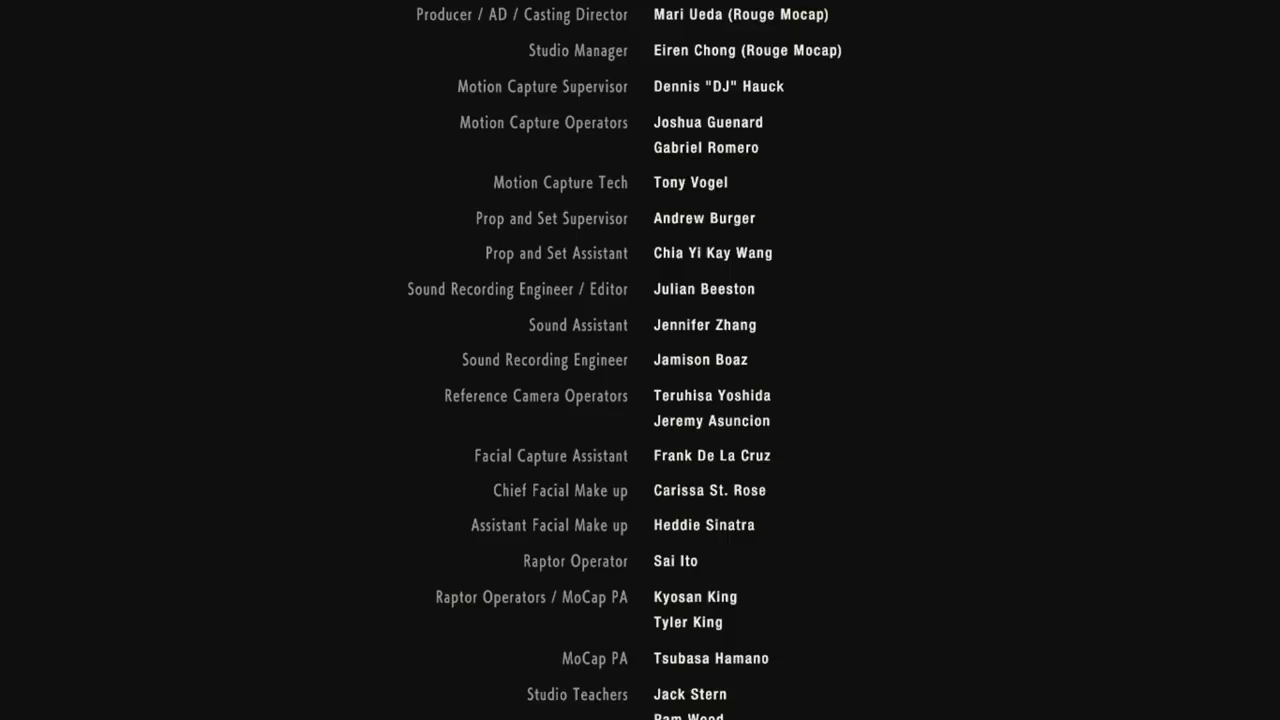 Producer / AD / Casting Director Mari Ueda (Rouge Mocap)
Studio Manager Eiren Chong (Rouge Mocap)
Motion Capture Supervisor Dennis "DJ" Hauck
Motion Capture Operators Joshua Guenard
Gabriel Romero
Motion Capture Tech Tony Vogel
Prop and Set Supervisor Andrew Burger
Prop and Set Assistant Chia Yi Kay Wang
Sound Recording Engineer / Editor Julian Beeston
Sound Assistant Jennifer Zhang
Sound Recording Engineer Jamison Boaz
Reference Camera Operators Teruhisa Yoshida
Jeremy Asuncion
Facial Capture Assistant Frank De La Cruz
Chief Facial Make up Carissa St. Rose
Assistant Facial Make up Heddie Sinatra
Raptor Operator Sai Ito
Raptor Operators / MoCap PA Kyosan King
Tyler King
MoCap PA Tsubasa Hamano
Studio Teachers Jack Stern